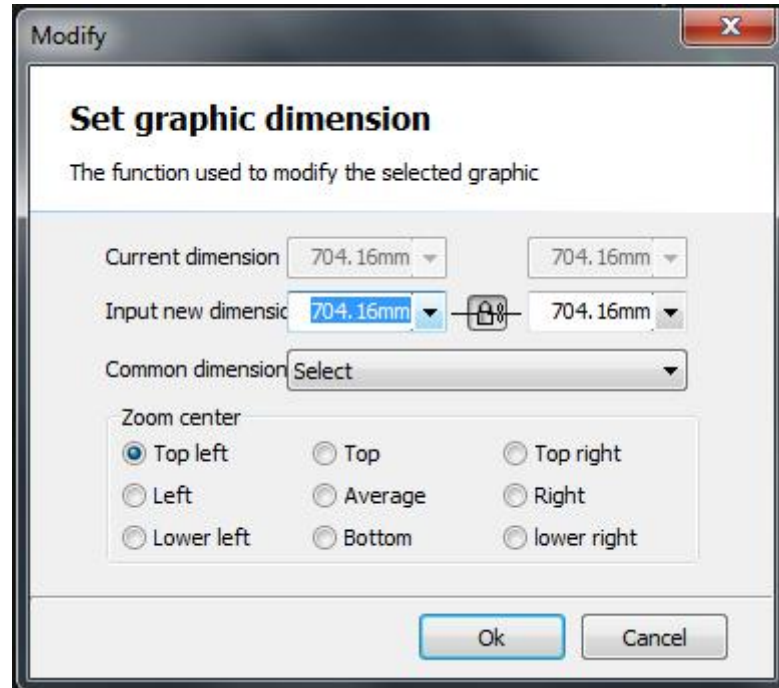 Modify
Set graphic dimension
The function used to modify the selected graphic
Current dimension 704.16mm 704.16mm
Input new dimensic 704.16mm 704.16mm
Common dimension Select
Zoom center
Top left Top Top right
Left Average Right
Lower left Bottom lower right
Ok Cancel